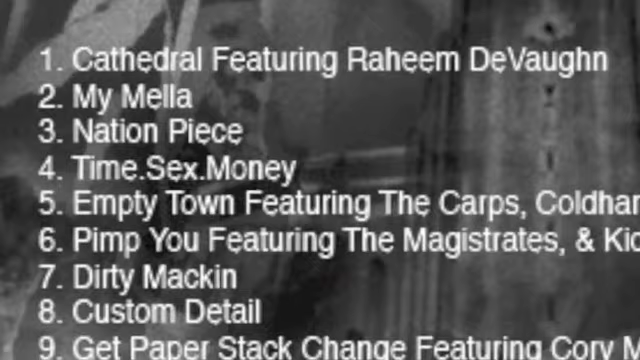 1. Cathedral Featuring Raheem DeVaughn
2. My Mella
3. Nation Piece
4. Time.Sex.Money
5. Empty Town Featuring The Carps,
6. Pimp You Featuring The Magistrates, &
7. Dirty Mackin
8. Custom Detail
9. Get Paper Stack Change Featuring Cory